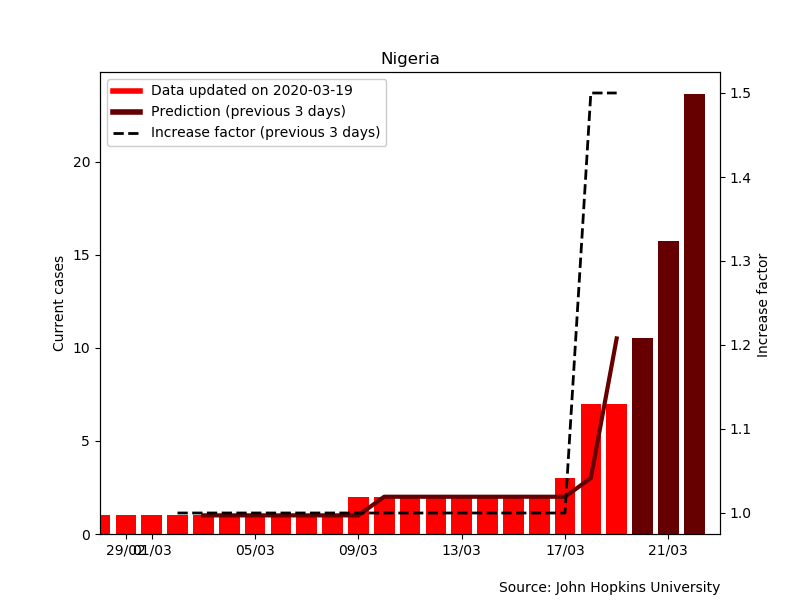 Nigeria
Data updated on 2020-03-19
Prediction (previous 3 days)
Increase factor (previous 3 days)
Current cases
20
15
10
5
0
1.5
1.4
1.3
1.2
1.1
1.0
Increase factor
29/02
01/03
05/03
09/03
13/03
17/03
21/03
Source: John Hopkins University